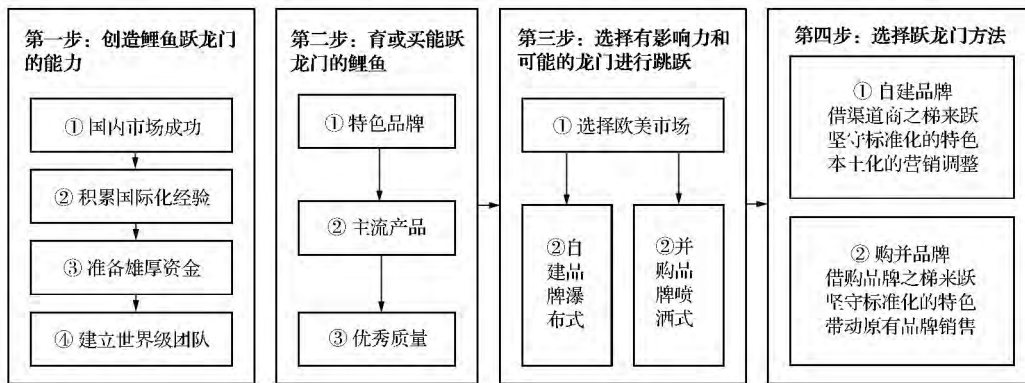 第一步：创造鲤鱼跃龙门
的能力
① 国内市场成功
② 积累国际化经验
③ 准备雄厚资金
④ 建立世界级团队
第二步：育或买能跃
龙门的鲤鱼
① 特色品牌
② 主流产品
③ 优秀质量
第三步：选择有影响力和
可能的龙门进行跳跃
① 选择欧美市场
②自
建品
牌瀑
布式
②并
购品
牌喷
洒式
第四步：选择跃龙门方法
① 自建品牌
借渠道商之梯来跃
坚守标准化的特色
本土化的营销调整
② 购并品牌
借购品牌之梯来跃
坚守标准化的特色
带动原有品牌销售